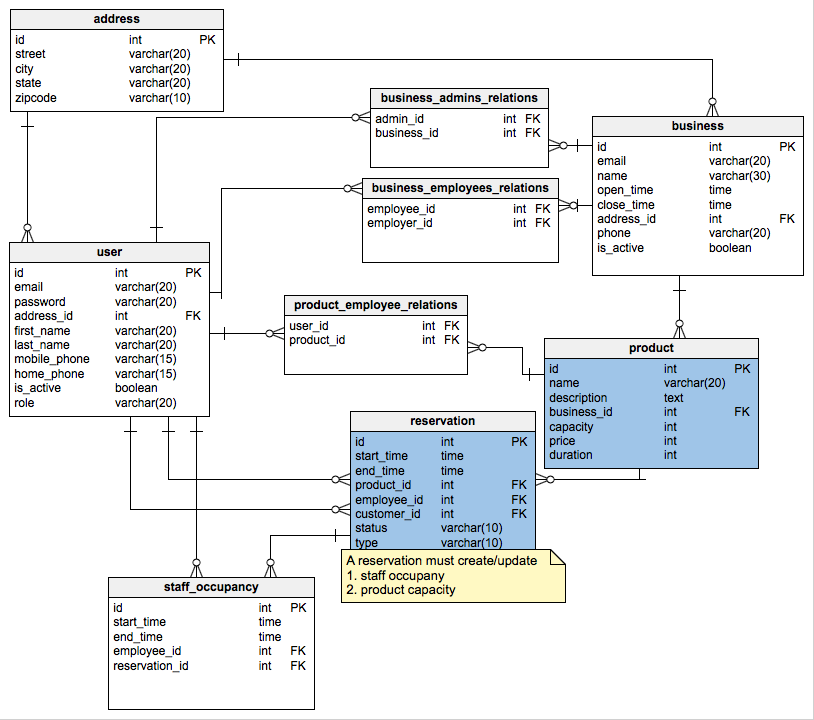 address
id int PK
street varchar(20)
city varchar(20)
state varchar(20)
zipcode varchar(10)
business_admins_relations
admin_id int FK
business_id int FK
business
id int PK
email varchar(20)
name varchar(30)
open_time time
close_time time
address_id int FK
phone varchar(20)
is_active boolean
business_employees_relations
employee_id int FK
employer_id int FK
user
id int PK
email varchar(20)
password varchar(20)
address_id int FK
first_name varchar(20)
last_name varchar(20)
mobile_phone varchar(15)
home_phone varchar(15)
is_active boolean
role varchar(20)
product_employee_relations
user_id int FK
product_id int FK
product
id int PK
name varchar(20)
description text
business_id int FK
capacity int
price int
duration int
reservation
id int PK
start_time time
end_time time
product_id int FK
employee_id int FK
customer_id int FK
status varchar(10)
type varchar(10)
A reservation must create/update
1. staff occupany
2. product capacity
staff_occupancy
id int PK
start_time time
end_time time
employee_id int FK
reservation_id int FK